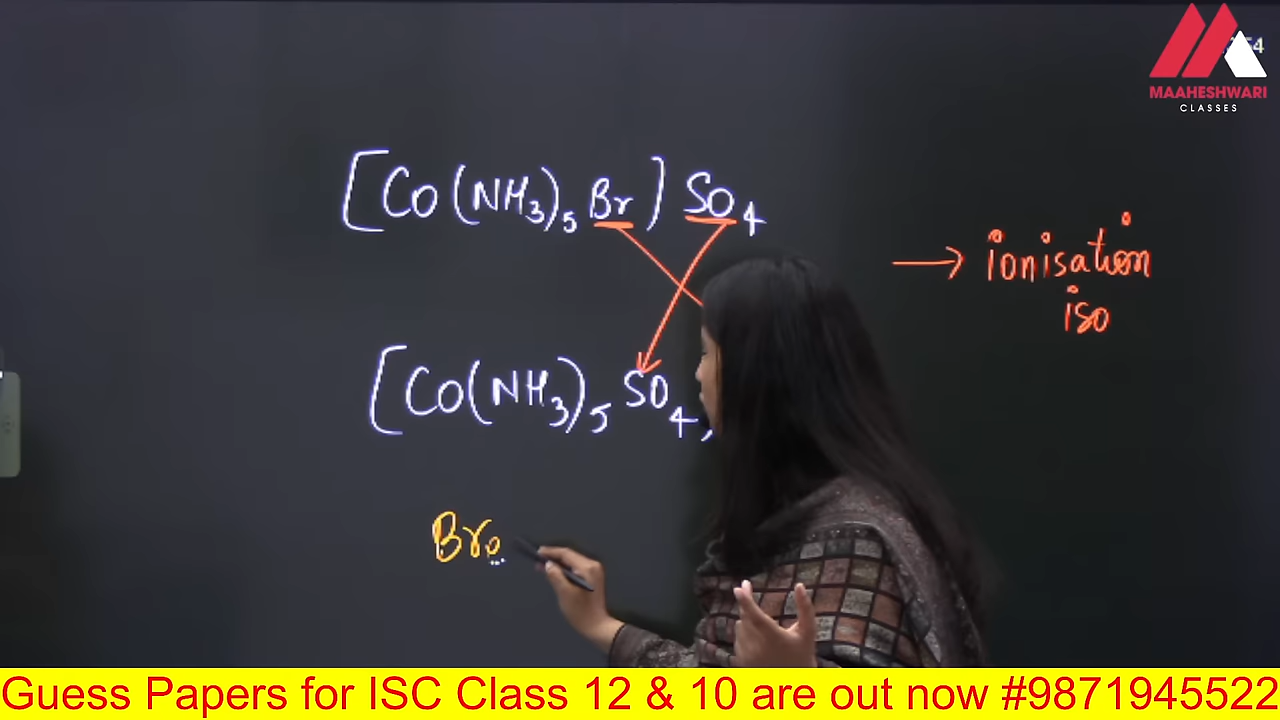 [Co(NH3)5Br)SO4
→ ionisation
iso
[Co(NH3)5SO4
Bro
MAAHESHWARI
CLASSES
Guess Papers for ISC Class 12 & 10 are out now #9871945522